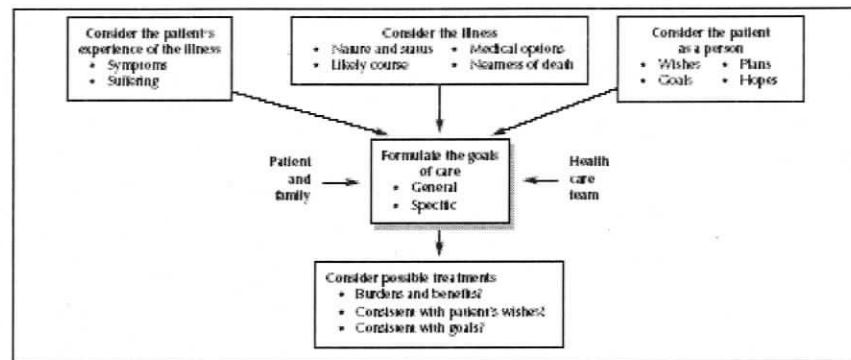 Consider the patient's
experience of the illness
• Symptoms
• Suffering
Consider the illness
• Nature and status • Medical options
• Likely course • Nearness of death
Consider the patient
as a person
• Wishes • Plans
• Goals • Hopes
Patient
and
family
Formulate the goals
of care
• General
• Specific
Health
care
team
Consider possible treatments
• Burdens and benefits?
• Consistent with patient's wishes?
• Consistent with goals?